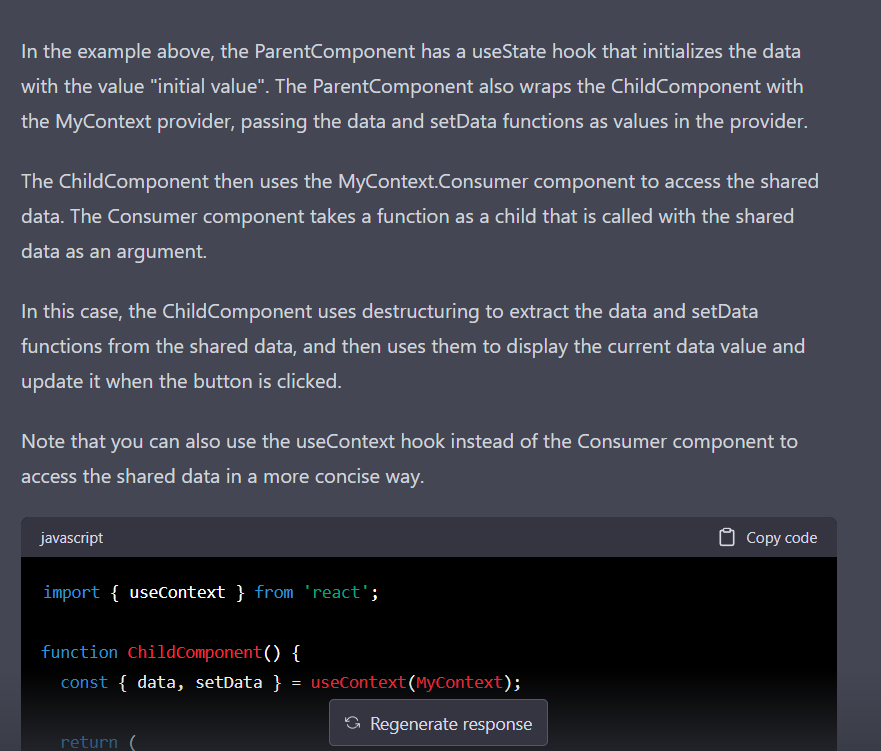 In the example above, the ParentComponent has a useState hook that initializes the data
with the value "initial value". The ParentComponent also wraps the ChildComponent with
the MyContext provider, passing the data and setData functions as values in the provider.
The ChildComponent then uses the MyContext.Consumer component to access the shared
data. The Consumer component takes a function as a child that is called with the shared
data as an argument.
In this case, the ChildComponent uses destructuring to extract the data and setData
functions from the shared data, and then uses them to display the current data value and
update it when the button is clicked.
Note that you can also use the useContext hook instead of the Consumer component to
access the shared data in a more concise way.
javascript Copy code
import { useContext } from 'react';
function ChildComponent() {
const { data, setData } = useContext(MyContext);
Regenerate response
return (